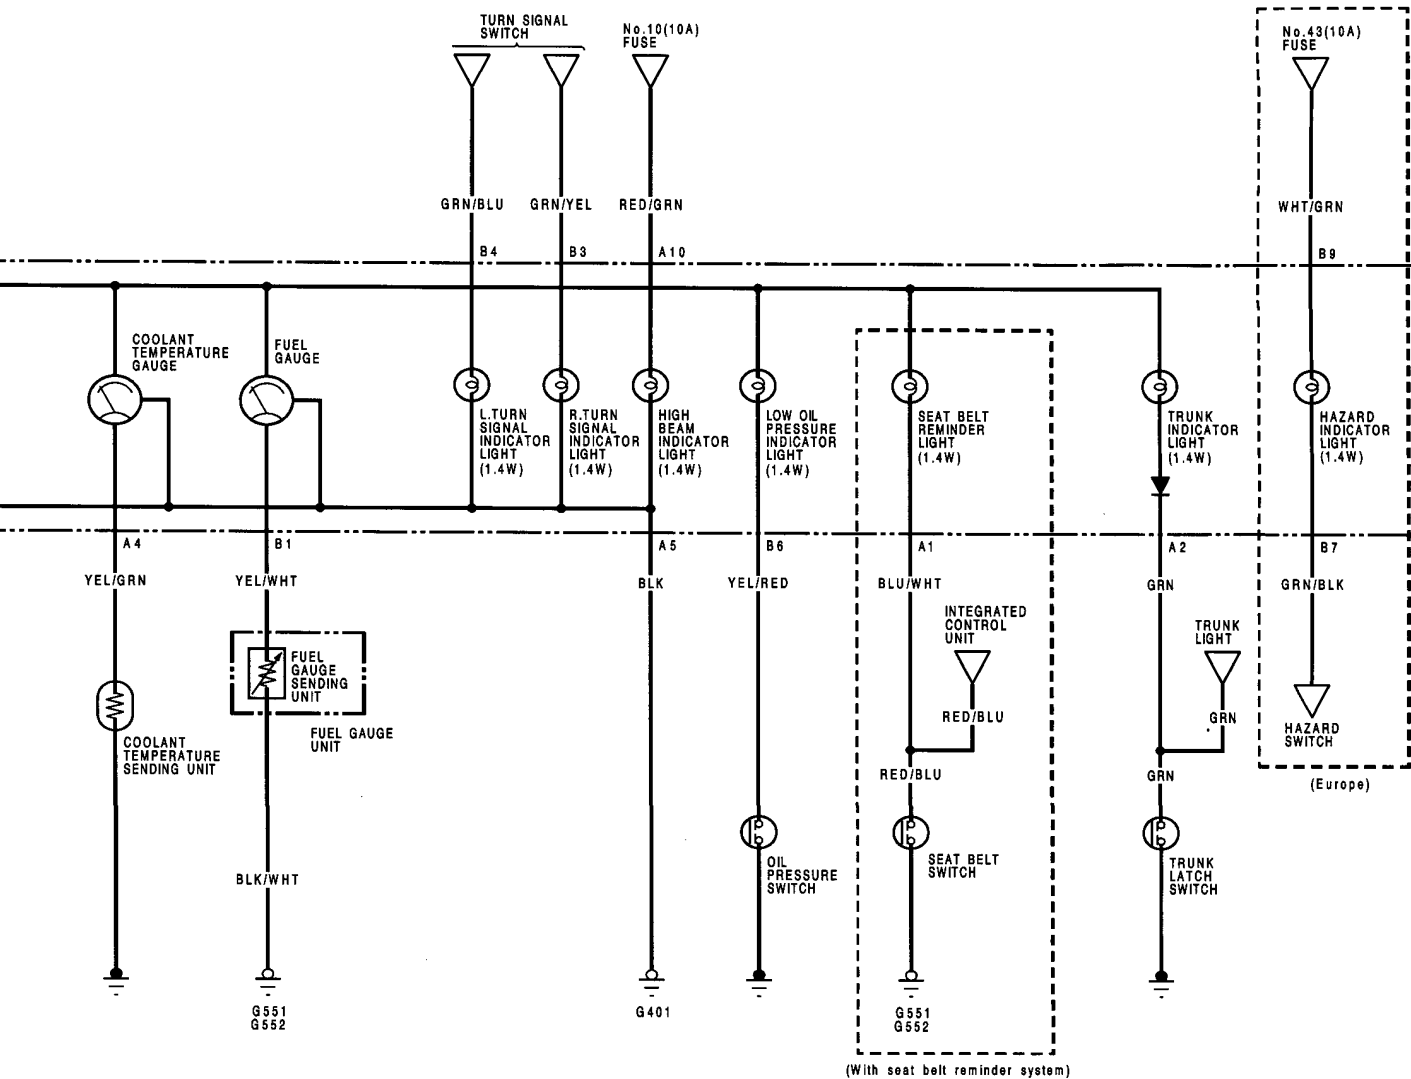 TURN SIGNAL
SWITCH
No.10(10A)
FUSE
No.43(10A)
FUSE
GRN/BLU
GRN/YEL
RED/GRN
WHT/GRN
B4
B3
A10
B9
COOLANT
TEMPERATURE
GAUGE
FUEL
GAUGE
L.TURN
SIGNAL
INDICATOR
LIGHT
(1.4W)
R.TURN
SIGNAL
INDICATOR
LIGHT
(1.4W)
HIGH
BEAM
INDICATOR
LIGHT
(1.4W)
LOW OIL
PRESSURE
INDICATOR
LIGHT
(1.4W)
SEAT BELT
REMINDER
LIGHT
(1.4W)
TRUNK
INDICATOR
LIGHT
(1.4W)
HAZARD
INDICATOR
LIGHT
(1.4W)
A4
B1
A5
B6
A1
A2
B7
YEL/GRN
YEL/WHT
BLK
YEL/RED
BLU/WHT
GRN
GRN/BLK
INTEGRATED
CONTROL
UNIT
TRUNK
LIGHT
FUEL
GAUGE
SENDING
UNIT
FUEL GAUGE
UNIT
RED/BLU
GRN
HAZARD
SWITCH
COOLANT
TEMPERATURE
SENDING UNIT
RED/BLU
GRN
(Europe)
OIL
PRESSURE
SWITCH
SEAT BELT
SWITCH
TRUNK
LATCH
SWITCH
BLK/WHT
G551
G552
G401
G551
G552
(With seat belt reminder system)